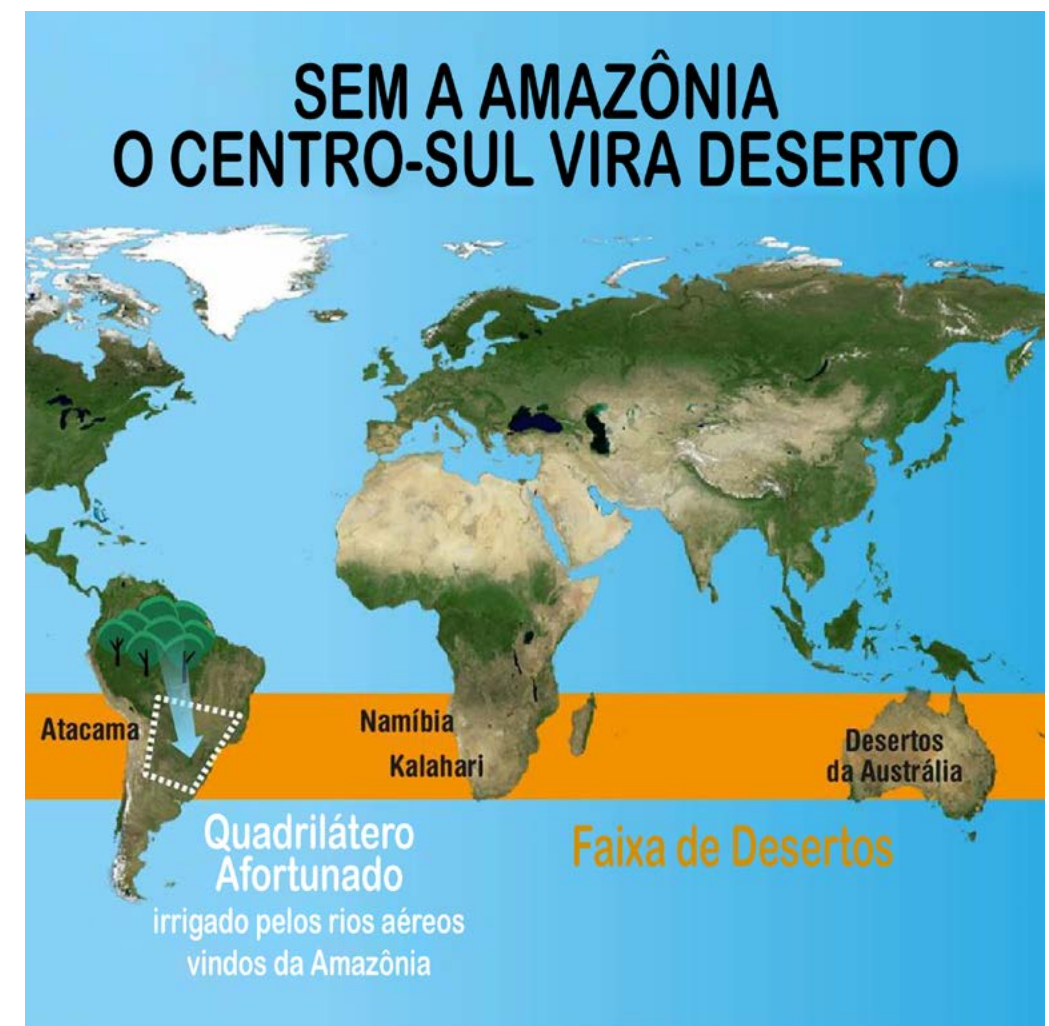 SEM A AMAZÔNIA
O CENTRO-SUL VIRA DESERTO
Atacama
Namíbia
Kalahari
Desertos
da Austrália
Quadrilátero
Afortunado
irrigado pelos rios aéreos
vindos da Amazônia
Faixa de Desertos